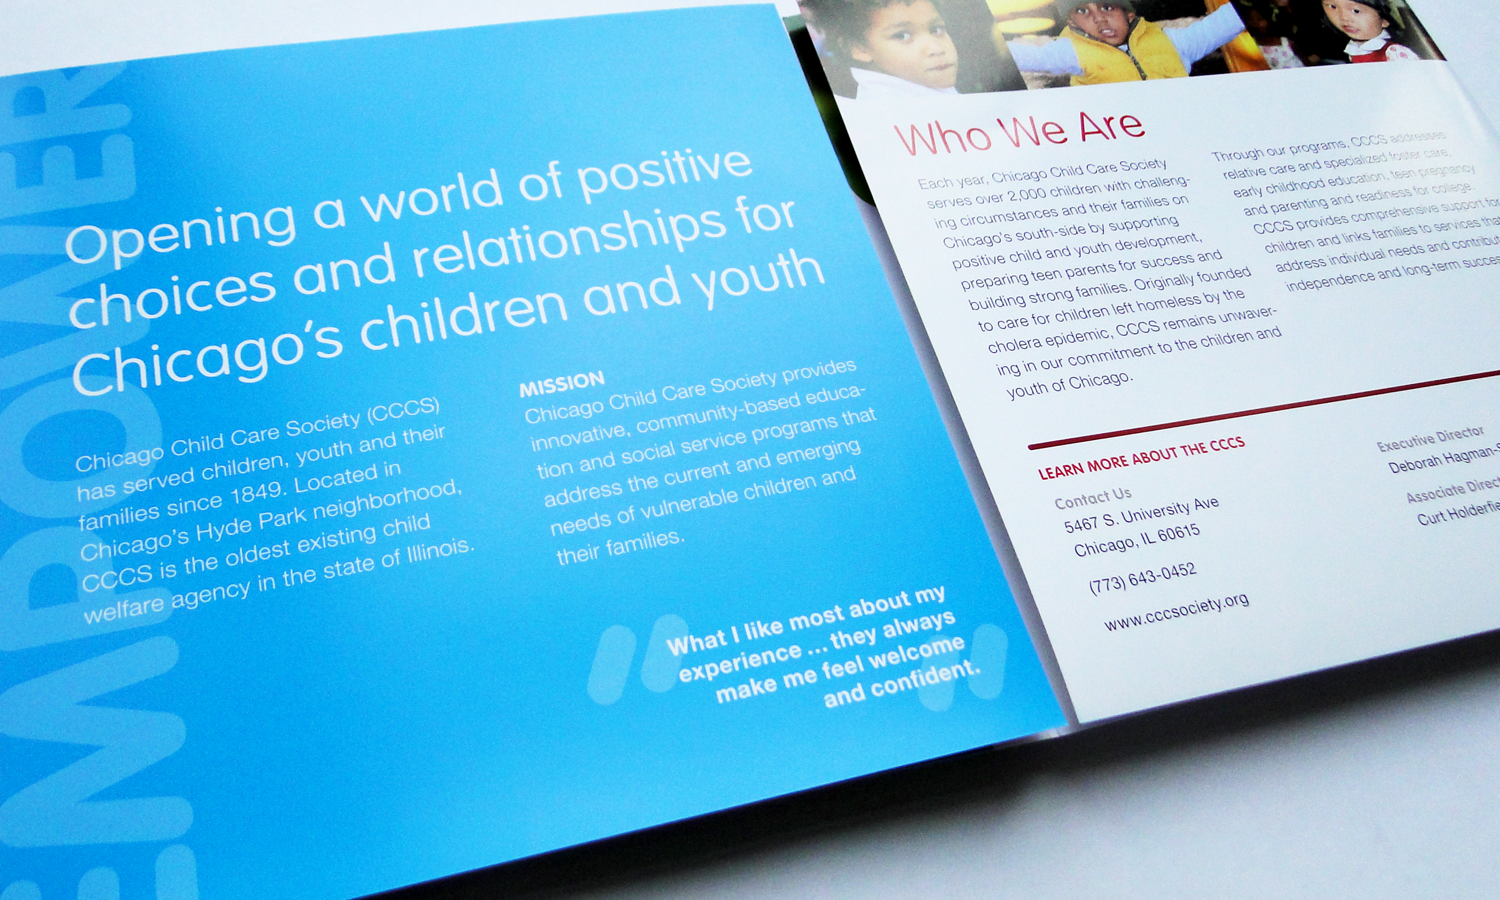 EMPOWER
Opening a world of positive
choices and relationships for
Chicago's children and youth
Chicago Child Care Society (CCCS)
has served children, youth and their
families since 1849. Located in
Chicago's Hyde Park neighborhood,
CCCS is the oldest existing child
welfare agency in the state of Illinois.
MISSION
Chicago Child Care Society provides
innovative, community-based educa-
tion and social service programs that
address the current and emerging
needs of vulnerable children and
their families.
"What I like most about my
experience ... they always
make me feel welcome
and confident."
Who We Are
Each year, Chicago Child Care Society
serves over 2,000 children with challeng-
ing circumstances and their families on
Chicago's south-side by supporting
positive child and youth development,
preparing teen parents for success and
building strong families. Originally founded
to care for children left homeless by the
cholera epidemic, CCCS remains unwaver-
ing in our commitment to the children and
youth of Chicago.
Through our programs, CCCS addresses
relative care and specialized foster care,
early childhood education, teen pregnancy
and parenting and readiness for college.
CCCS provides comprehensive support for
children and links families to services that
address individual needs and contribut
independence and long-term succes
LEARN MORE ABOUT THE CCCS
Contact Us
5467 S. University Ave
Chicago, IL 60615
(773) 643-0452
www.cccsociety.org
Executive Director
Deborah Hagman-
Associate Direc
Curt Holderfie